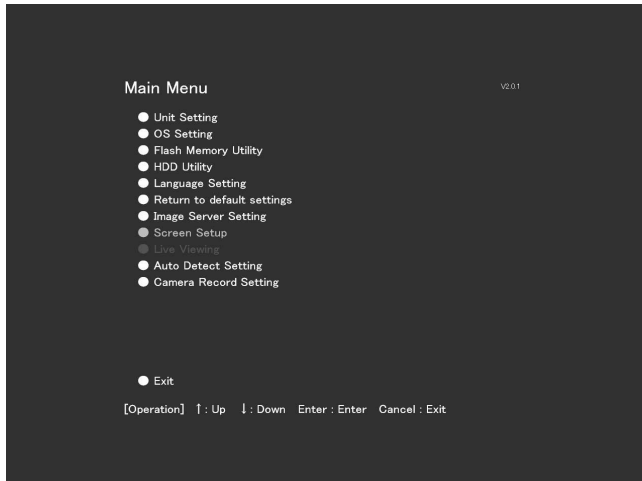 Main Menu
V2.0.1
Unit Setting
OS Setting
Flash Memory Utility
HDD Utility
Language Setting
Return to default settings
Image Server Setting
Screen Setup
Live Viewing
Auto Detect Setting
Camera Record Setting
Exit
[Operation] ↑ : Up ↓ : Down Enter : Enter Cancel : Exit